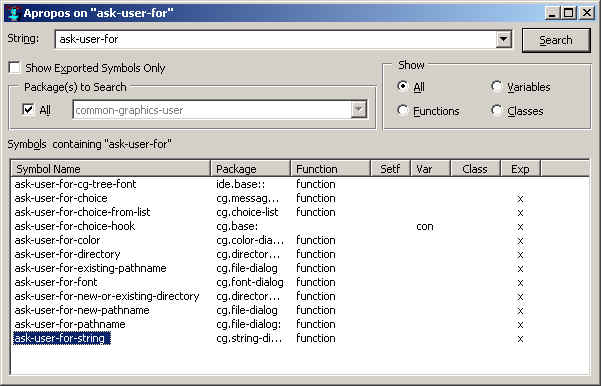 Apropos on "ask-user-for"
String: ask-user-for Search
Show Exported Symbols Only
Show
Package(s) to Search
All Variables
All common-graphics-user
Functions Classes
Symbols containing "ask-user-for"
Symbol Name Package Function Setf Var Class Exp
ask-user-for-cg-tree-font ide.base:: function
ask-user-for-choice cg.messag... function x
ask-user-for-choice-from-list cg.choice-list function x
ask-user-for-choice-hook cg.base: con x
ask-user-for-color cg.color-dia... function x
ask-user-for-directory cg.director... function x
ask-user-for-existing-pathname cg.file-dialog function x
ask-user-for-font cg.font-dialog function x
ask-user-for-new-or-existing-directory cg.director... function x
ask-user-for-new-pathname cg.file-dialog: function x
ask-user-for-pathname cg.file-dialog: function x
ask-user-for-string cg.string-di... function x